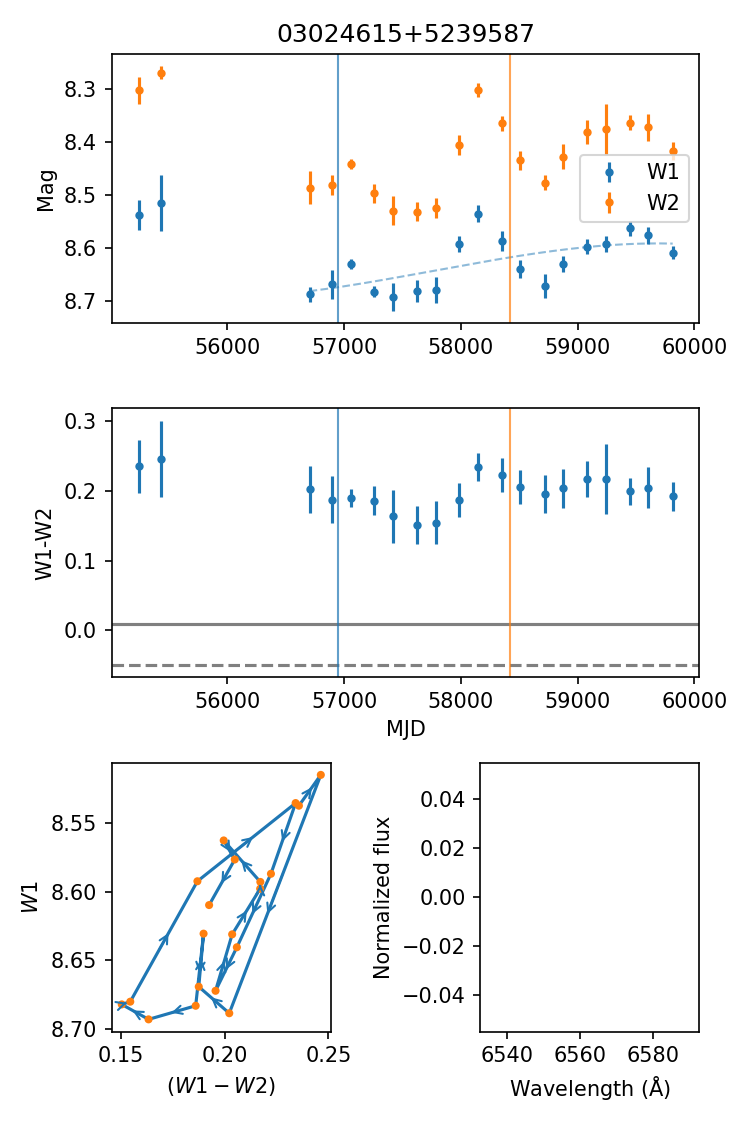 03024615+5239587
8.3
8.4
8.5
8.6
8.7
Mag
W1
W2
56000 57000 58000 59000 60000
0.3
0.2
0.1
0.0
W1-W2
56000 57000 58000 59000 60000
MJD
8.55
8.60
8.65
8.70
W1
0.15 0.20 0.25
(W1 − W2)
0.04
0.02
0.00
−0.02
−0.04
Normalized flux
6540 6560 6580
Wavelength (Å)